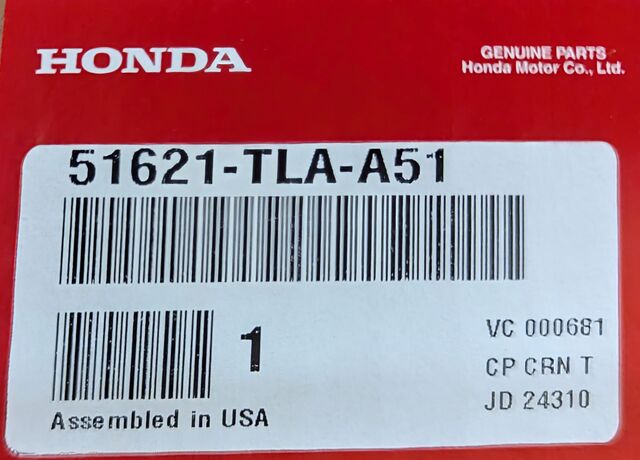 HONDA
GENUINE PARTS
Honda Motor Co., Ltd.
51621-TLA-A51
1
VC 000681
CP CRN T
JD 24310
Assembled in USA